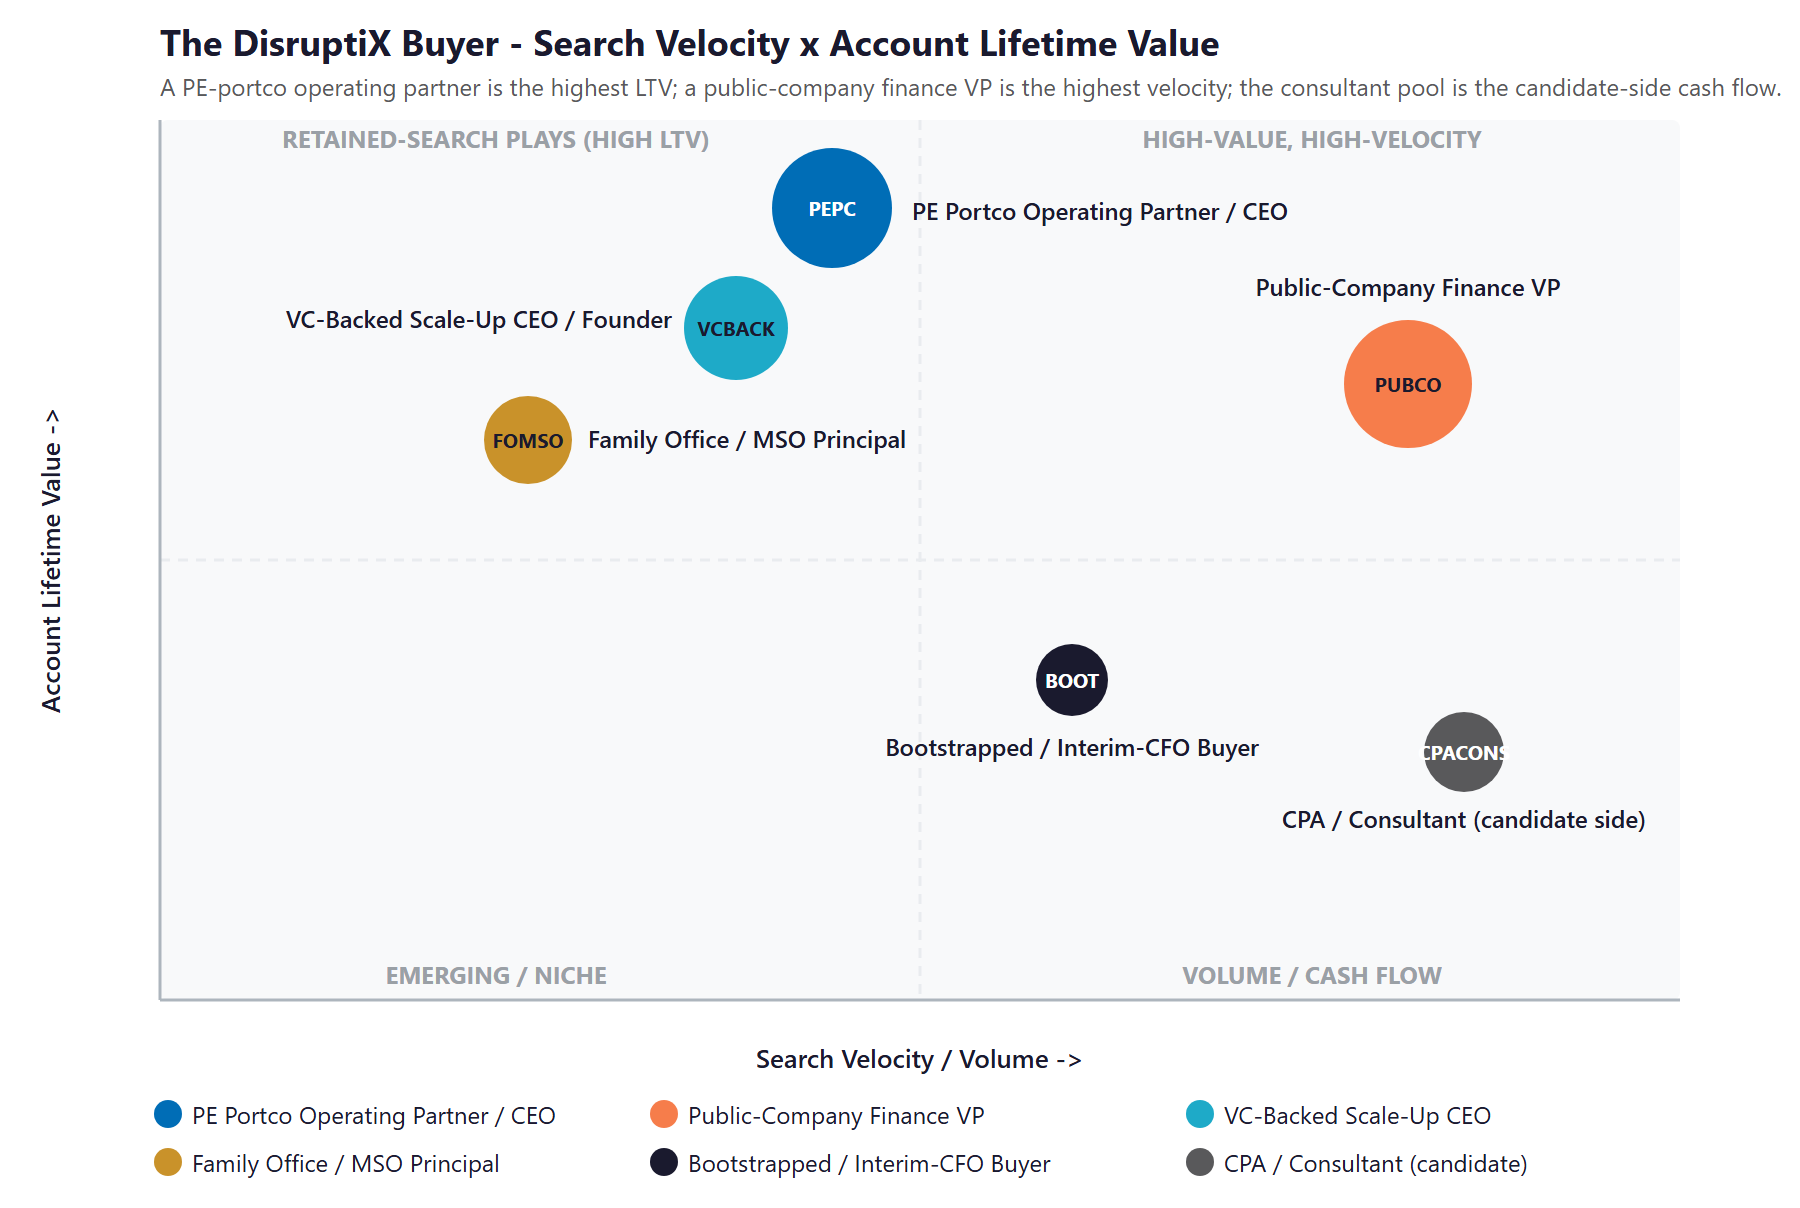 The DisruptiX Buyer - Search Velocity x Account Lifetime Value
A PE-portco operating partner is the highest LTV; a public-company finance VP is the highest velocity; the consultant pool is the candidate-side cash flow.
RETAINED-SEARCH PLAYS (HIGH LTV)
HIGH-VALUE, HIGH-VELOCITY
PEPC
PE Portco Operating Partner / CEO
Public-Company Finance VP
VC-Backed Scale-Up CEO / Founder
VCBACK
PUBCO
FOMSO
Family Office / MSO Principal
Account Lifetime Value ->
BOOT
Bootstrapped / Interim-CFO Buyer
CPACONS
CPA / Consultant (candidate side)
EMERGING / NICHE
VOLUME / CASH FLOW
Search Velocity / Volume ->
PE Portco Operating Partner / CEO
Public-Company Finance VP
VC-Backed Scale-Up CEO
Family Office / MSO Principal
Bootstrapped / Interim-CFO Buyer
CPA / Consultant (candidate)